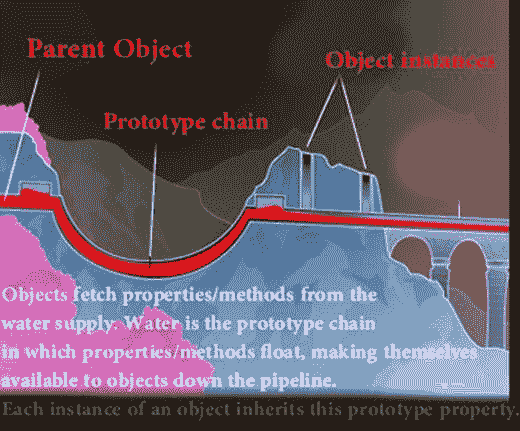 Parent Object
Object instances
Prototype chain
Objects fetch properties/methods from the
water supply. Water is the prototype chain
in which properties/methods float, making themselves
available to objects down the pipeline.
Each instance of an object inherits this prototype property.